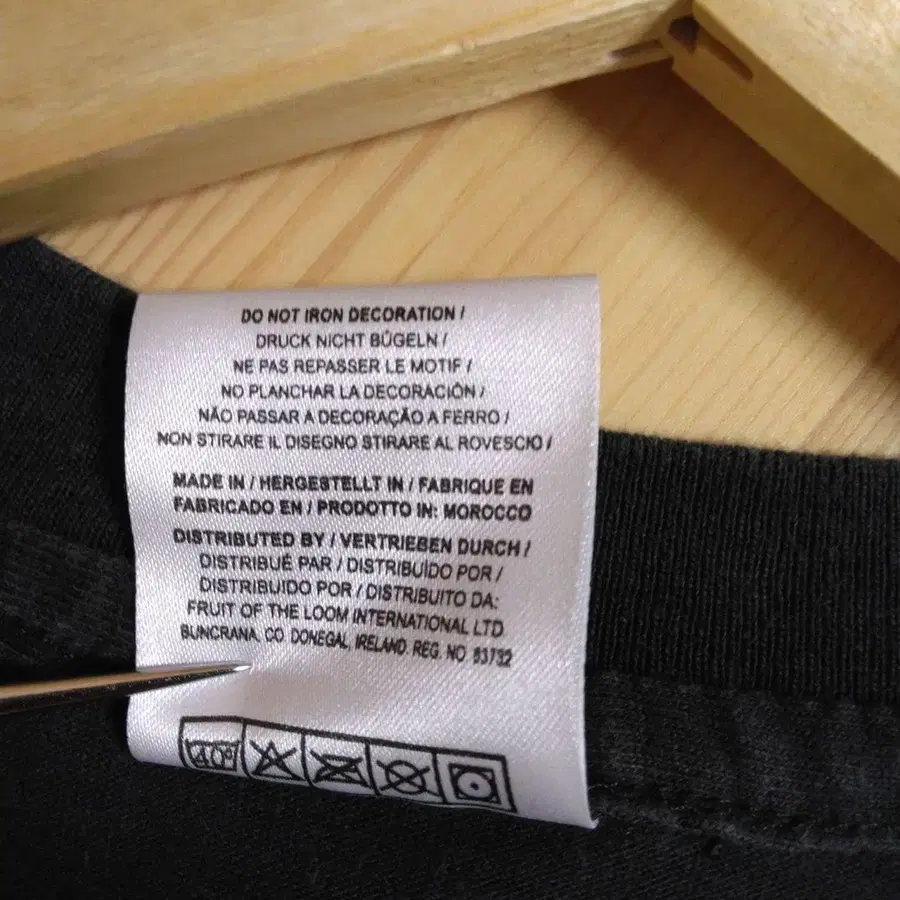 DO NOT IRON DECORATION /
DRUCK NICHT BÜGELN /
NE PAS REPASSER LE MOTIF /
NO PLANCHAR LA DECORACIÓN /
NÃO PASSAR A DECORAÇÃO A FERRO /
NON STIRARE IL DISEGNO STIRARE AL ROVESCIO /
MADE IN / HERGESTELLT IN / FABRIQUE EN
FABRICADO EN / PRODOTTO IN: MOROCCO
DISTRIBUTED BY / VERTRIEBEN DURCH /
DISTRIBUÉ PAR / DISTRIBUÍDO POR /
DISTRIBUIDO POR / DISTRIBUITO DA:
FRUIT OF THE LOOM INTERNATIONAL LTD
BUNCRANA, CO. DONEGAL, IRELAND. REG. NO. 83732